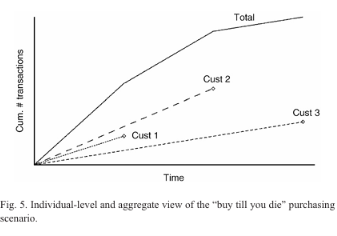 Total
Cum. # transactions
Cust 2
Cust 3
Cust 1
Time
Fig. 5. Individual-level and aggregate view of the “buy till you die” purchasing
scenario.